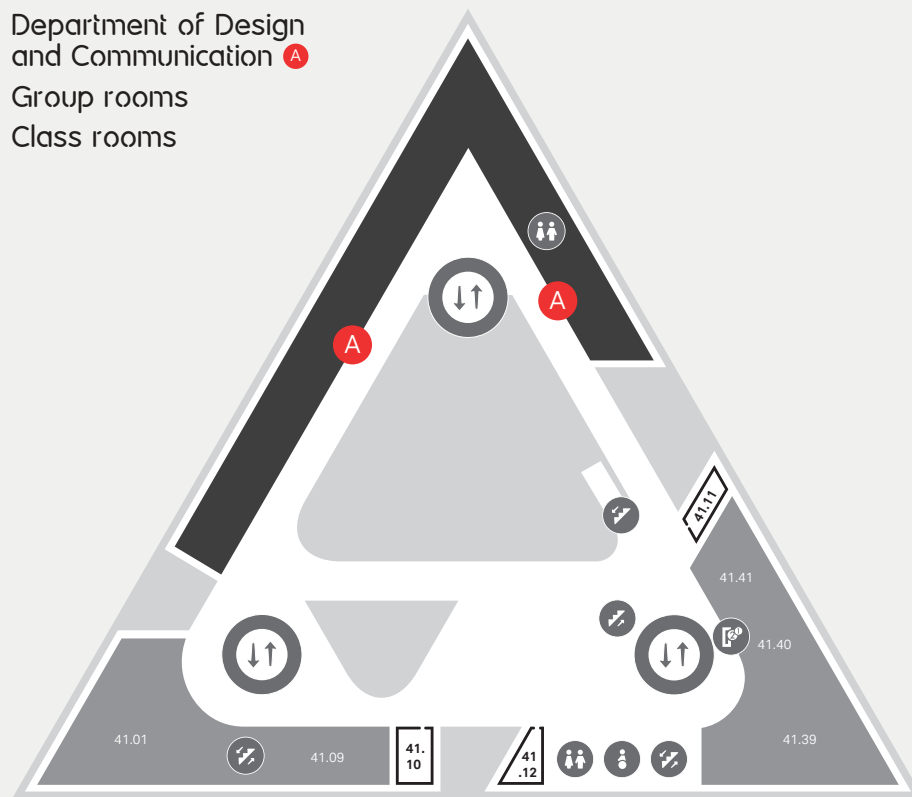 Department of Design
and Communication A
Group rooms
Class rooms
A
A
41.11
41.41
41.40
41.01
41.09
41.
10
41
.12
41.39